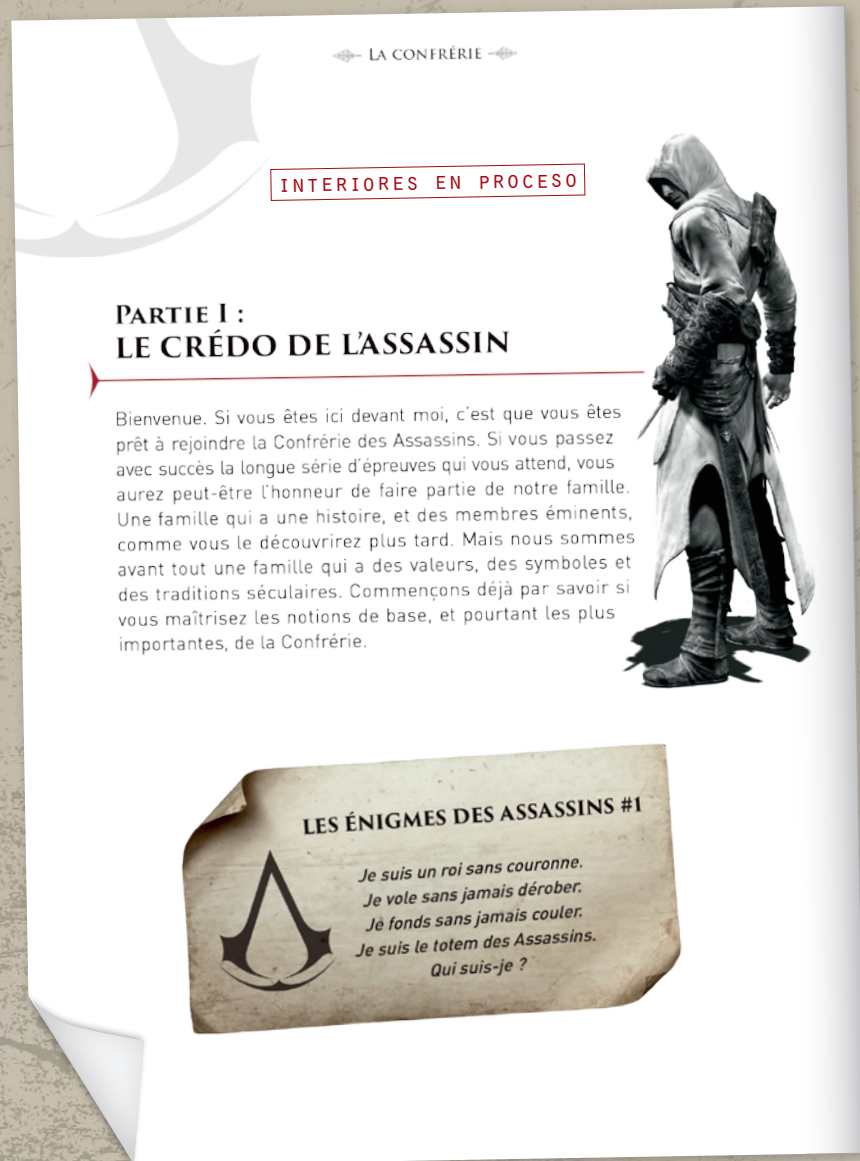 LA CONFRÉRIE
INTERIORES EN PROCESO
PARTIE I :
LE CRÉDO DE L'ASSASSIN
Bienvenue. Si vous êtes ici devant moi, c'est que vous êtes
prêt à rejoindre la Confrérie des Assassins. Si vous passez
avec succès la longue série d'épreuves qui vous attend, vous
aurez peut-être l'honneur de faire partie de notre famille.
Une famille qui a une histoire, et des membres éminents,
comme vous le découvrirez plus tard. Mais nous sommes
avant tout une famille qui a des valeurs, des symboles et
des traditions séculaires. Commençons déjà par savoir si
vous maîtrisez les notions de base, et pourtant les plus
importantes, de la Confrérie.
LES ÉNIGMES DES ASSASSINS #1
Je suis un roi sans couronne.
Je vole sans jamais dérober.
Je fonds sans jamais couler.
Je suis le totem des Assassins.
Qui suis-je ?